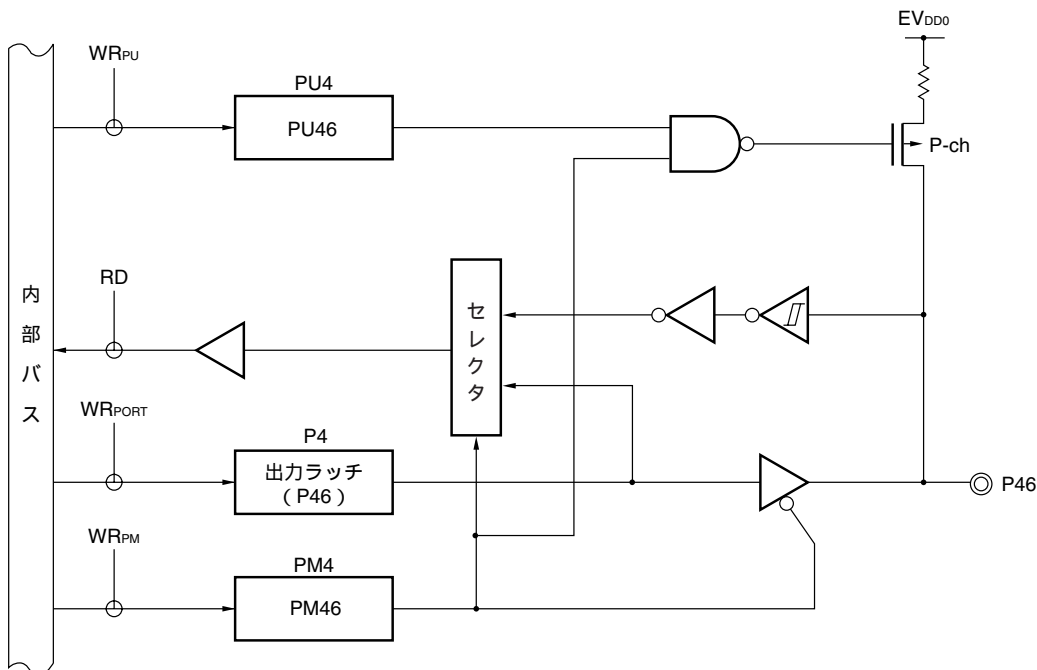 EVDD0
WRPU
PU4
PU46
P-ch
RD
内部バス
セレクタ
WRPORT
P4
出力ラッチ
（P46）
P46
WRPM
PM4
PM46